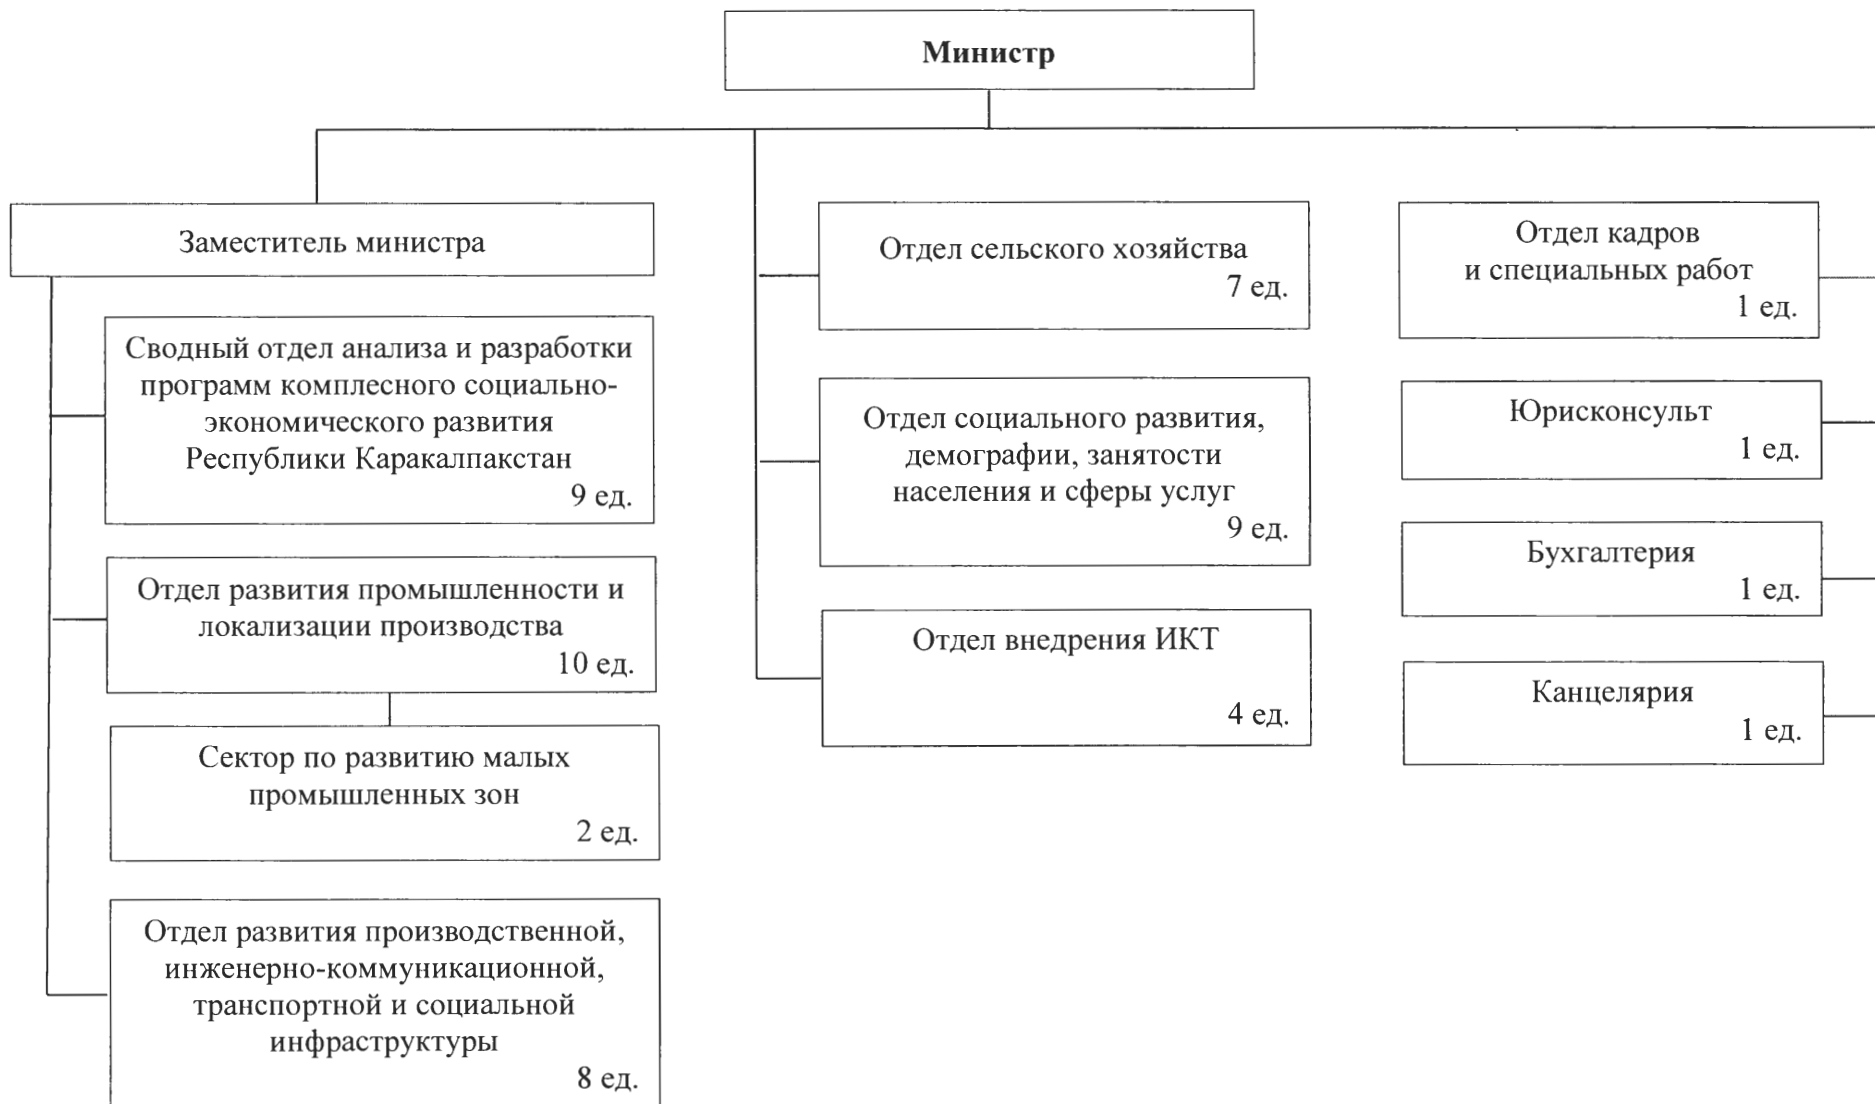 Министр
Заместитель министра
Сводный отдел анализа и разработки
программ комплесного социально-
экономического развития
Республики Каракалпакстан
9 ед.
Отдел развития промышленности и
локализации производства
10 ед.
Сектор по развитию малых
промышленных зон
2 ед.
Отдел развития производственной,
инженерно-коммуникационной,
транспортной и социальной
инфраструктуры
8 ед.
Отдел сельского хозяйства
7 ед.
Отдел социального развития,
демографии, занятости
населения и сферы услуг
9 ед.
Отдел внедрения ИКТ
4 ед.
Отдел кадров
и специальных работ
1 ед.
Юрисконсульт
1 ед.
Бухгалтерия
1 ед.
Канцелярия
1 ед.